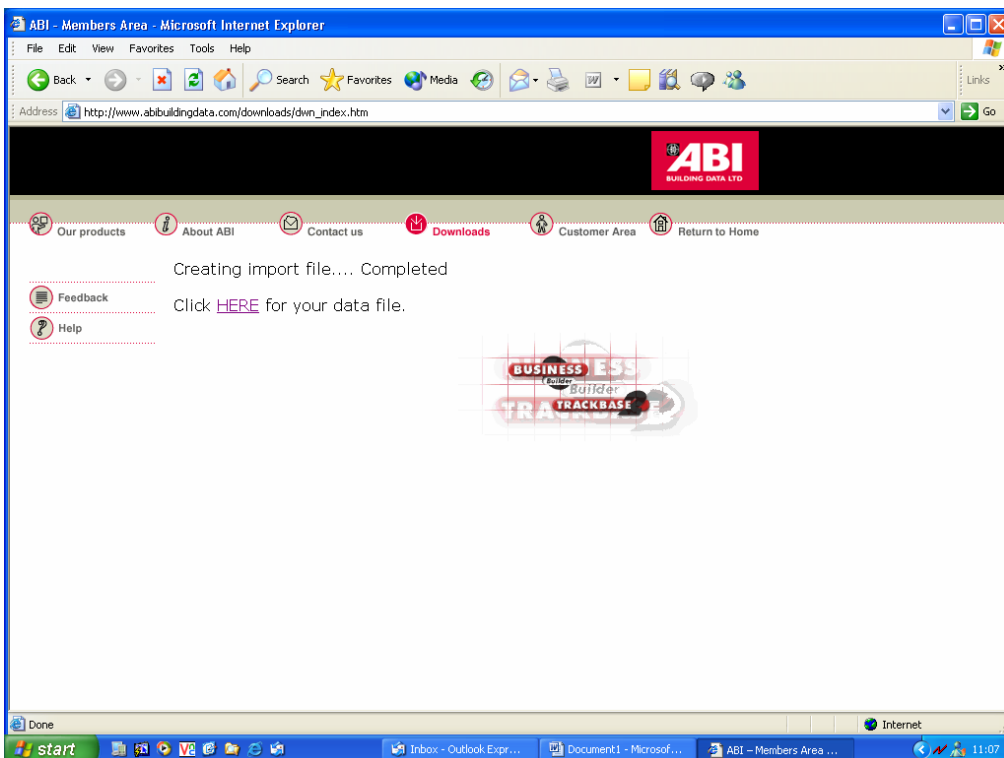 ABI - Members Area - Microsoft Internet Explorer
File Edit View Favorites Tools Help
Back Search Favorites Media Links
Address http://www.abibuildingdata.com/downloads/dwn_index.htm Go
ABI
BUILDING DATA LTD
Our products About ABI Contact us Downloads Customer Area Return to Home
Creating import file.... Completed
Feedback
Click HERE for your data file.
Help
BUSINESS
Builder
Builder
TRACKBASE
Done Internet
start Inbox - Outlook Expr... Document1 - Microsof... ABI - Members Area ... 11:07